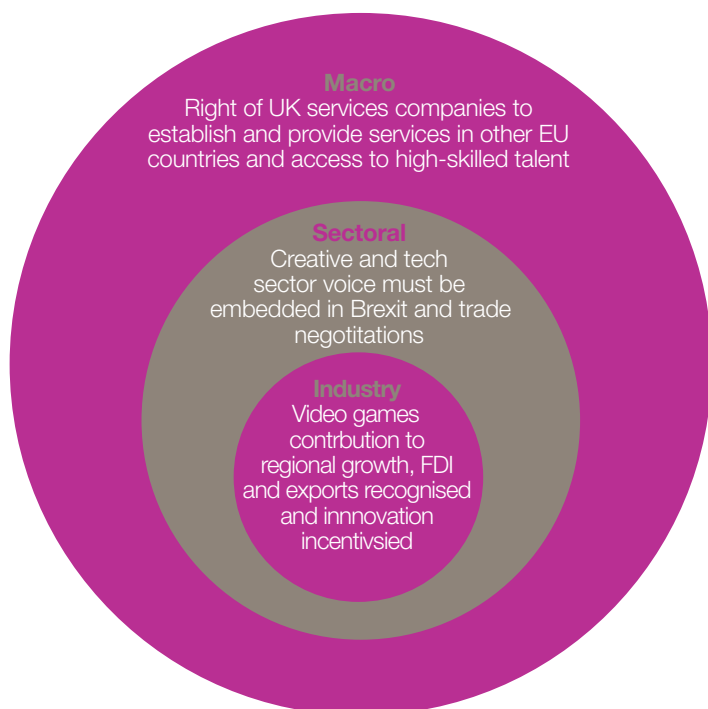 Macro
Right of UK services companies to
establish and provide services in other EU
countries and access to high-skilled talent
Sectoral
Creative and tech
sector voice must be
embedded in Brexit and trade
negotitations
Industry
Video games
contrbution to
regional growth, FDI
and exports recognised
and innnovation
incentivsied